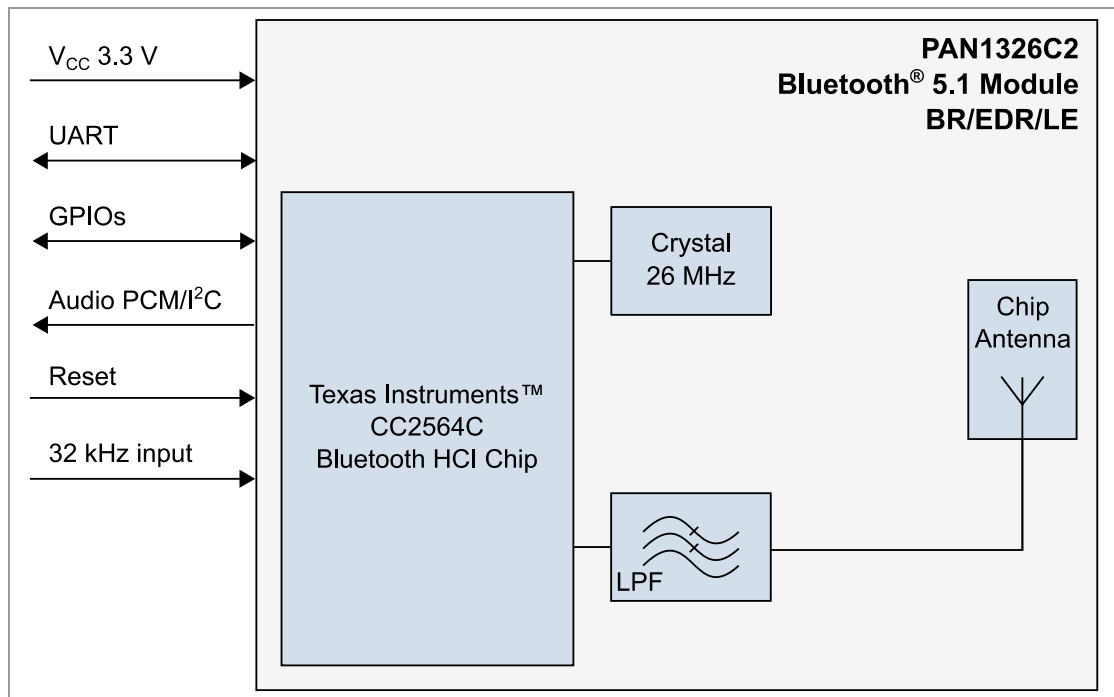 V_CC 3.3 V
UART
GPIOs
Audio PCM/I²C
Reset
32 kHz input
PAN1326C2
Bluetooth® 5.1 Module
BR/EDR/LE
Texas Instruments™
CC2564C
Bluetooth HCI Chip
Crystal
26 MHz
Chip
Antenna
LPF